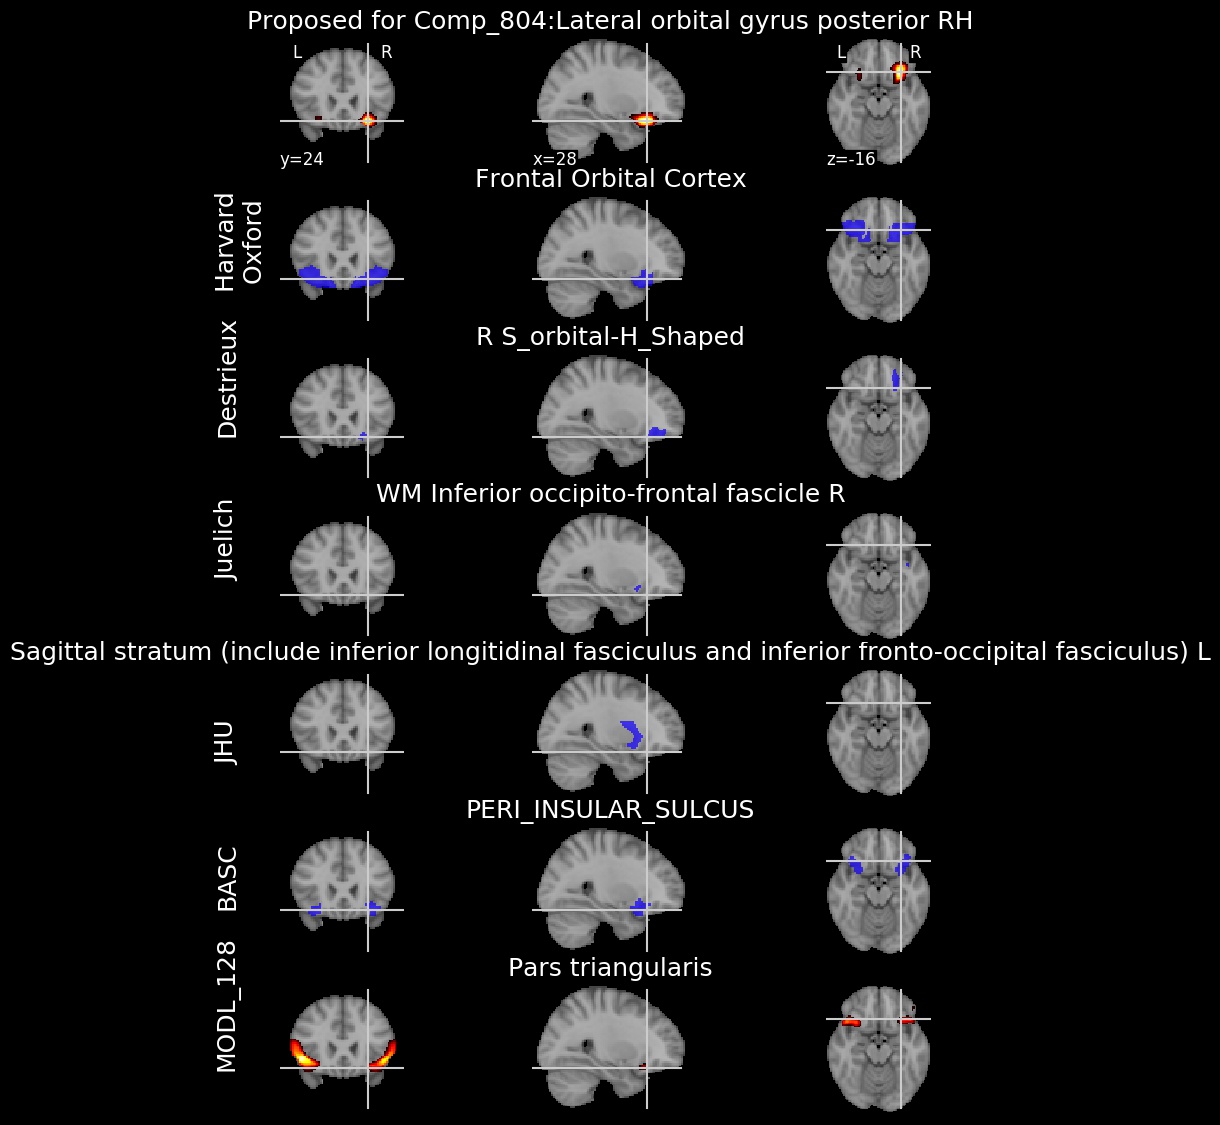 Proposed for Comp_804:Lateral orbital gyrus posterior RH
L R
L R
y=24
x=28
z=-16
Frontal Orbital Cortex
Harvard
Oxford
R S_orbital-H_Shaped
Destrieux
WM Inferior occipito-frontal fascicle R
Juelich
Sagittal stratum (include inferior longitidinal fasciculus and inferior fronto-occipital fasciculus) L
JHU
PERI_INSULAR_SULCUS
BASC
Pars triangularis
MODL_128